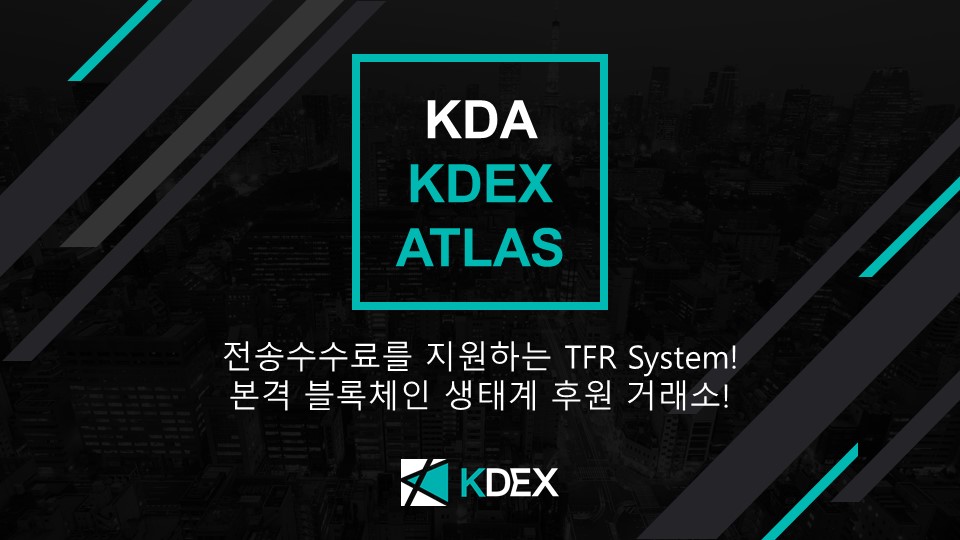 KDA
KDEX
ATLAS
전송수수료를 지원하는 TFR System!
본격 블록체인 생태계 후원 거래소!
KDEX